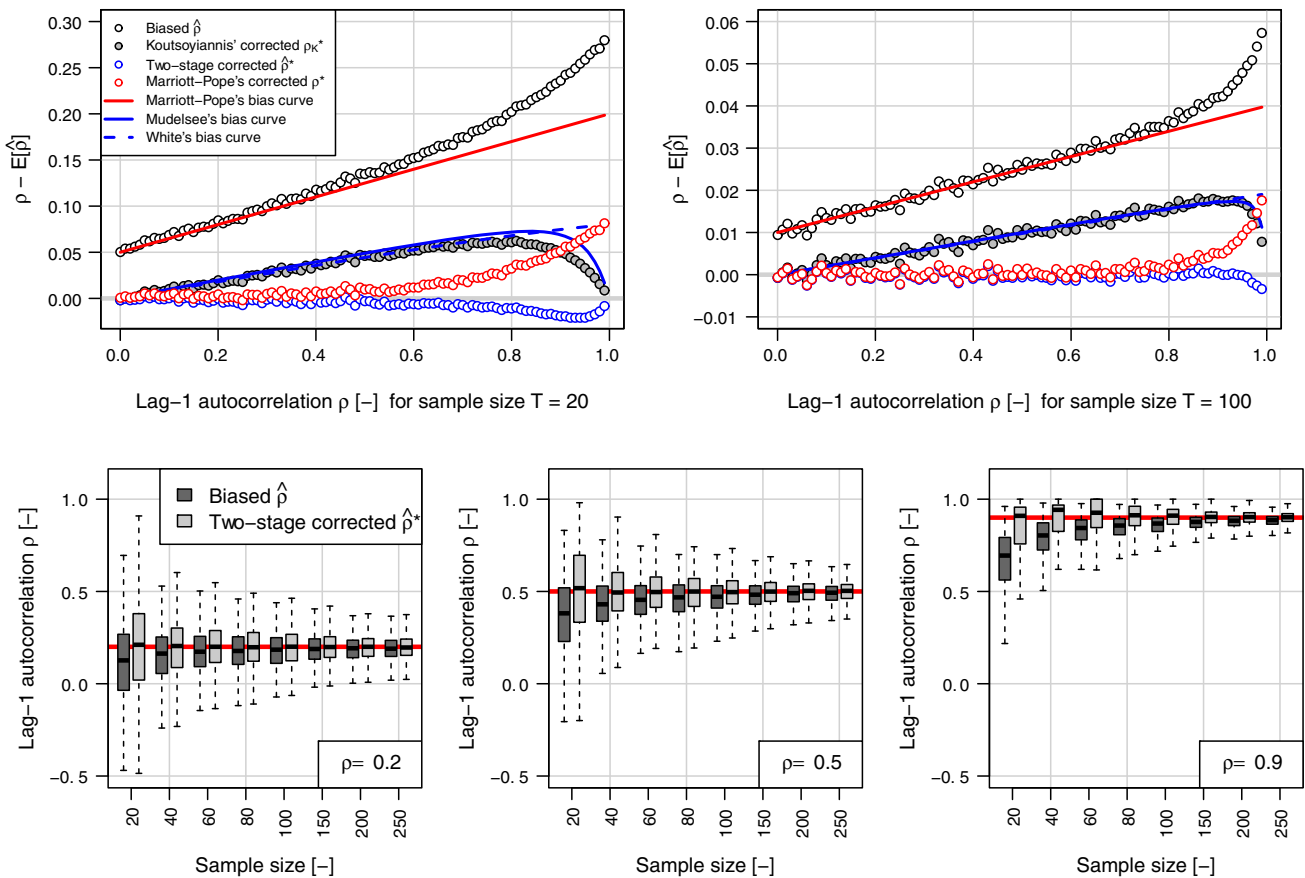 0.30
0.25
0.20
0.15
0.10
0.05
0.00
ρ − E[ρ̂]
Biased ρ̂
Koutsoyiannis' corrected ρK*
Two-stage corrected ρ̂*
Marriott-Pope's corrected ρ*
Marriott-Pope's bias curve
Mudelsee's bias curve
White's bias curve
0.0 0.2 0.4 0.6 0.8 1.0
Lag−1 autocorrelation ρ [−] for sample size T = 20
0.06
0.04
0.02
0.00
−0.01
ρ − E[ρ̂]
0.0 0.2 0.4 0.6 0.8 1.0
Lag−1 autocorrelation ρ [−] for sample size T = 100
1.0
0.5
0.0
−0.5
Lag−1 autocorrelation ρ [−]
Biased ρ̂
Two-stage corrected ρ̂*
ρ= 0.2
20 40 60 80 100 150 200 250
Sample size [−]
1.0
0.5
0.0
−0.5
Lag−1 autocorrelation ρ [−]
ρ= 0.5
20 40 60 80 100 150 200 250
Sample size [−]
1.0
0.5
0.0
−0.5
Lag−1 autocorrelation ρ [−]
ρ= 0.9
20 40 60 80 100 150 200 250
Sample size [−]